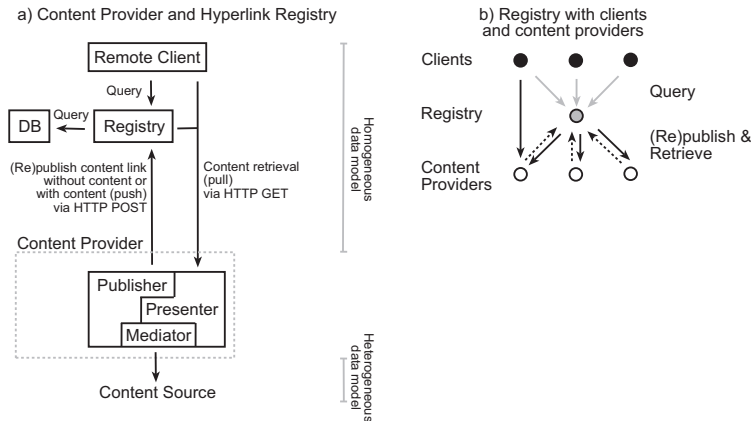 a) Content Provider and Hyperlink Registry
Remote Client
Query
Query
DB
Registry
(Re)publish content link
without content or
with content (push)
via HTTP POST
Content retrieval
(pull)
via HTTP GET
Homogeneous
data model
Content Provider
Publisher
Presenter
Mediator
Content Source
Heterogeneous
data model
b) Registry with clients
and content providers
Clients
Query
Registry
(Re)publish &
Retrieve
Content
Providers